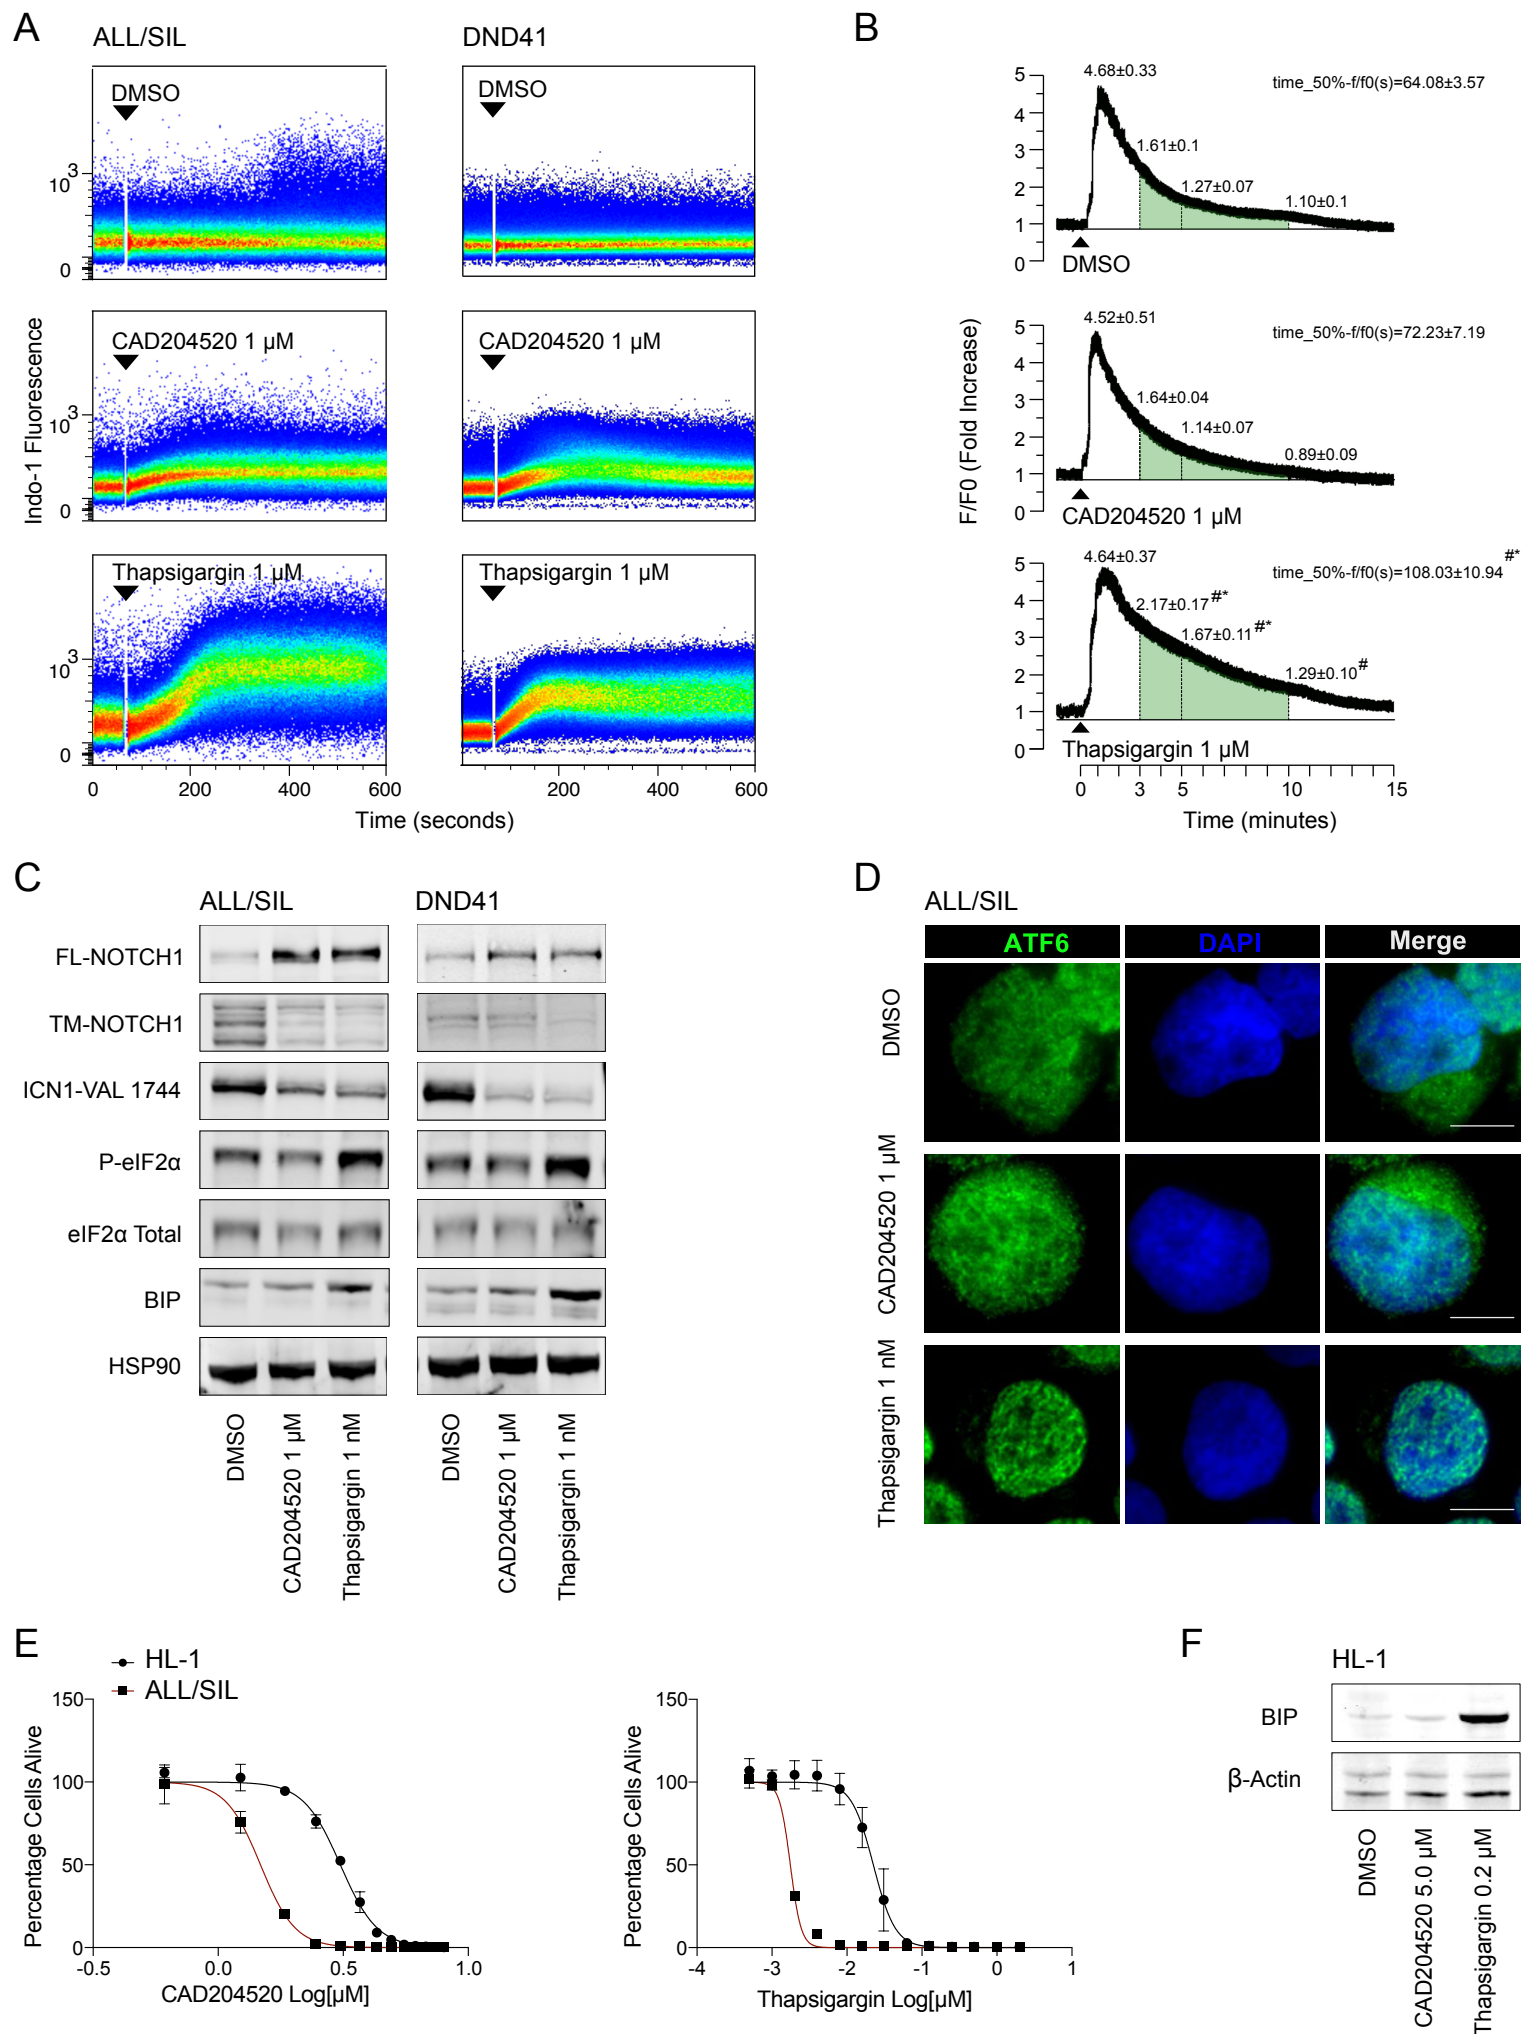 A
ALL/SIL
DND41
DMSO
DMSO
10³
0
CAD204520 1 µM
CAD204520 1 µM
10³
0
Thapsigargin 1 µM
Thapsigargin 1 µM
10³
0
Indo-1 Fluorescence
0 200 400 600
200 400 600
Time (seconds)
B
5
4
3
2
1
0
4.68±0.33
time_50%-f/f0(s)=64.08±3.57
1.61±0.1
1.27±0.07
1.10±0.1
DMSO
5
4
3
2
1
0
4.52±0.51
time_50%-f/f0(s)=72.23±7.19
1.64±0.04
1.14±0.07
0.89±0.09
CAD204520 1 µM
5
4
3
2
1
0
4.64±0.37
time_50%-f/f0(s)=108.03±10.94 #*
2.17±0.17 #*
1.67±0.11 #*
1.29±0.10 #
Thapsigargin 1 µM
F/F0 (Fold Increase)
0 3 5 10 15
Time (minutes)
C
ALL/SIL
DND41
FL-NOTCH1
TM-NOTCH1
ICN1-VAL 1744
P-eIF2α
eIF2α Total
BIP
HSP90
DMSO
CAD204520 1 µM
Thapsigargin 1 nM
DMSO
CAD204520 1 µM
Thapsigargin 1 nM
D
ALL/SIL
ATF6
DAPI
Merge
DMSO
CAD204520 1 µM
Thapsigargin 1 nM
E
HL-1
ALL/SIL
150
100
50
0
Percentage Cells Alive
-0.5 0.0 0.5 1.0
CAD204520 Log[µM]
150
100
50
0
Percentage Cells Alive
-4 -3 -2 -1 0 1
Thapsigargin Log[µM]
F
HL-1
BIP
β-Actin
DMSO
CAD204520 5.0 µM
Thapsigargin 0.2 µM